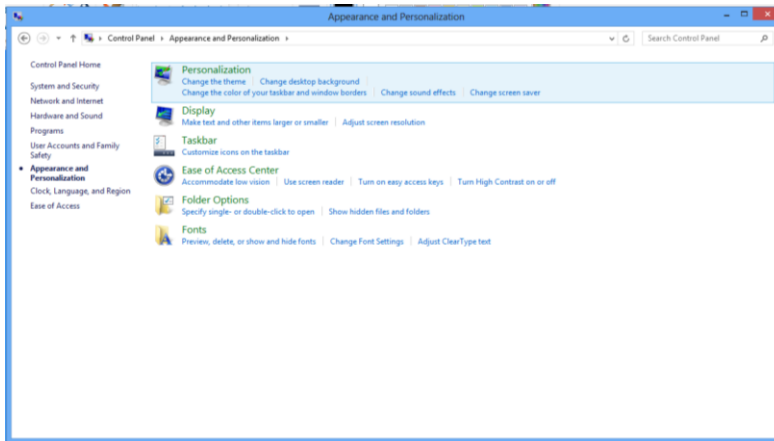 Appearance and Personalization
Control Panel Appearance and Personalization
Search Control Panel
Control Panel Home
System and Security
Network and Internet
Hardware and Sound
Programs
User Accounts and Family
Safety
Appearance and
Personalization
Clock, Language, and Region
Ease of Access
Personalization
Change the theme Change desktop background
Change the color of your taskbar and window borders Change sound effects Change screen saver
Display
Make text and other items larger or smaller Adjust screen resolution
Taskbar
Customize icons on the taskbar
Ease of Access Center
Accommodate low vision Use screen reader Turn on easy access keys Turn High Contrast on or off
Folder Options
Specify single- or double-click to open Show hidden files and folders
Fonts
Preview, delete, or show and hide fonts Change Font Settings Adjust ClearType text